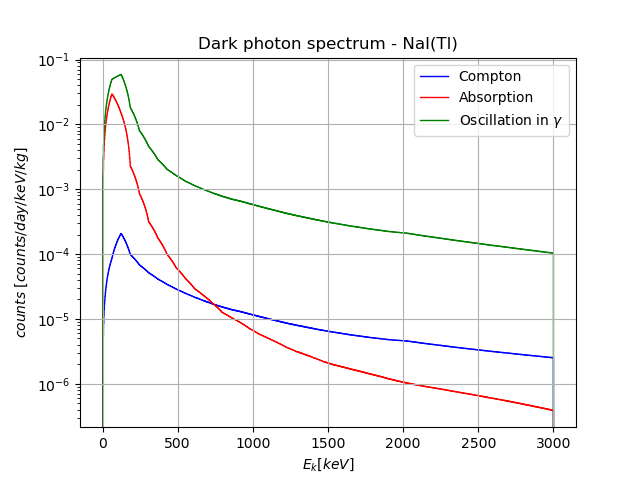 Dark photon spectrum - NaI(Tl)
Compton
Absorption
Oscillation in γ
10⁻¹
10⁻²
10⁻³
10⁻⁴
10⁻⁵
10⁻⁶
counts [counts/day/keV/kg]
0 500 1000 1500 2000 2500 3000
E_k[keV]